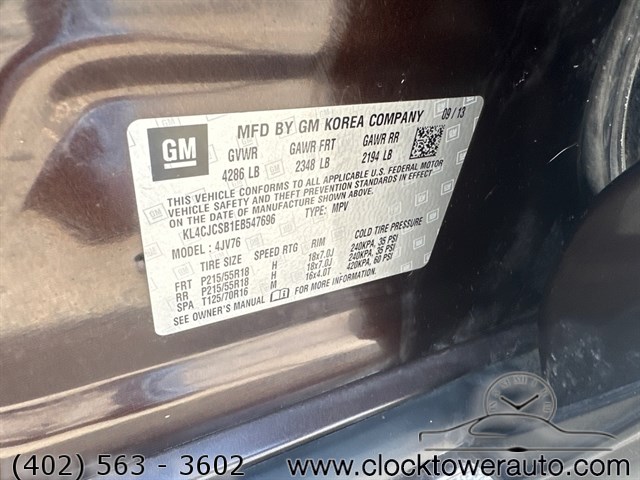 GM
MFD BY GM KOREA COMPANY 09/13
GVWR GAWR FRT GAWR RR
4286 LB 2348 LB 2194 LB
THIS VEHICLE CONFORMS TO ALL APPLICABLE U.S. FEDERAL MOTOR
VEHICLE SAFETY AND THEFT PREVENTION STANDARDS IN EFFECT
ON THE DATE OF MANUFACTURE SHOWN ABOVE.
KL4CJCSB1EB547696 TYPE: MPV
MODEL: 4JV76
TIRE SIZE SPEED RTG RIM COLD TIRE PRESSURE
FRT P215/55R18 H 18x7.0J 240KPA, 35 PSI
RR P215/55R18 H 18x7.0J 240KPA, 35 PSI
SPA T125/70R16 M 16x4.0T 420KPA, 60 PSI
SEE OWNER'S MANUAL FOR MORE INFORMATION
(402) 563 - 3602 www.clocktowerauto.com